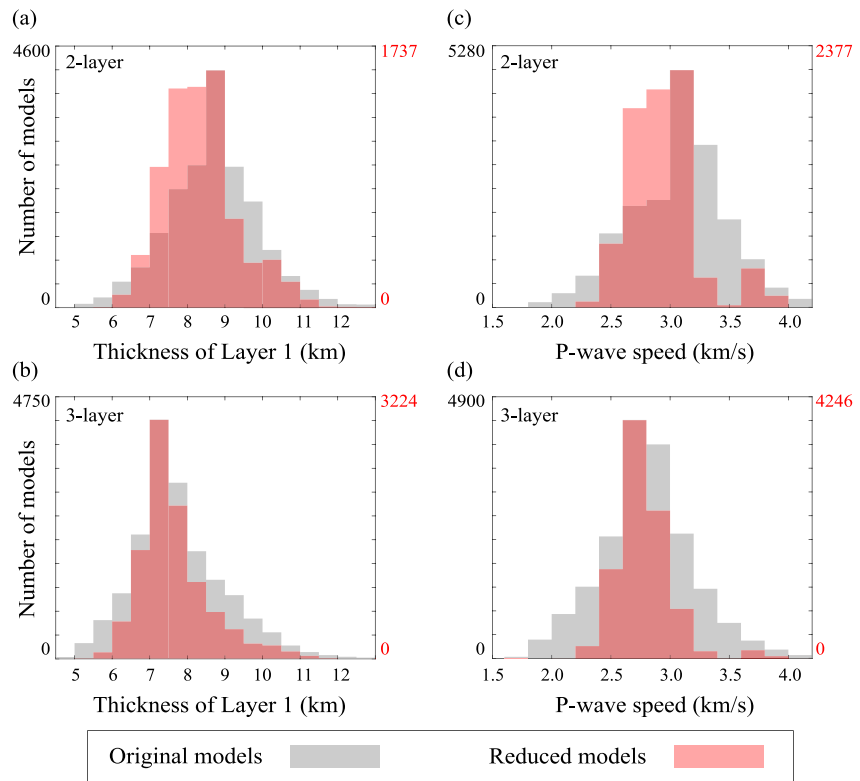 (a)
4600
2-layer
1737
Number of models
0
0
5 6 7 8 9 10 11 12
Thickness of Layer 1 (km)
(c)
5280
2-layer
2377
0
0
1.5 2.0 2.5 3.0 3.5 4.0
P-wave speed (km/s)
(b)
4750
3-layer
3224
Number of models
0
0
5 6 7 8 9 10 11 12
Thickness of Layer 1 (km)
(d)
4900
3-layer
4246
0
0
1.5 2.0 2.5 3.0 3.5 4.0
P-wave speed (km/s)
Original models
Reduced models